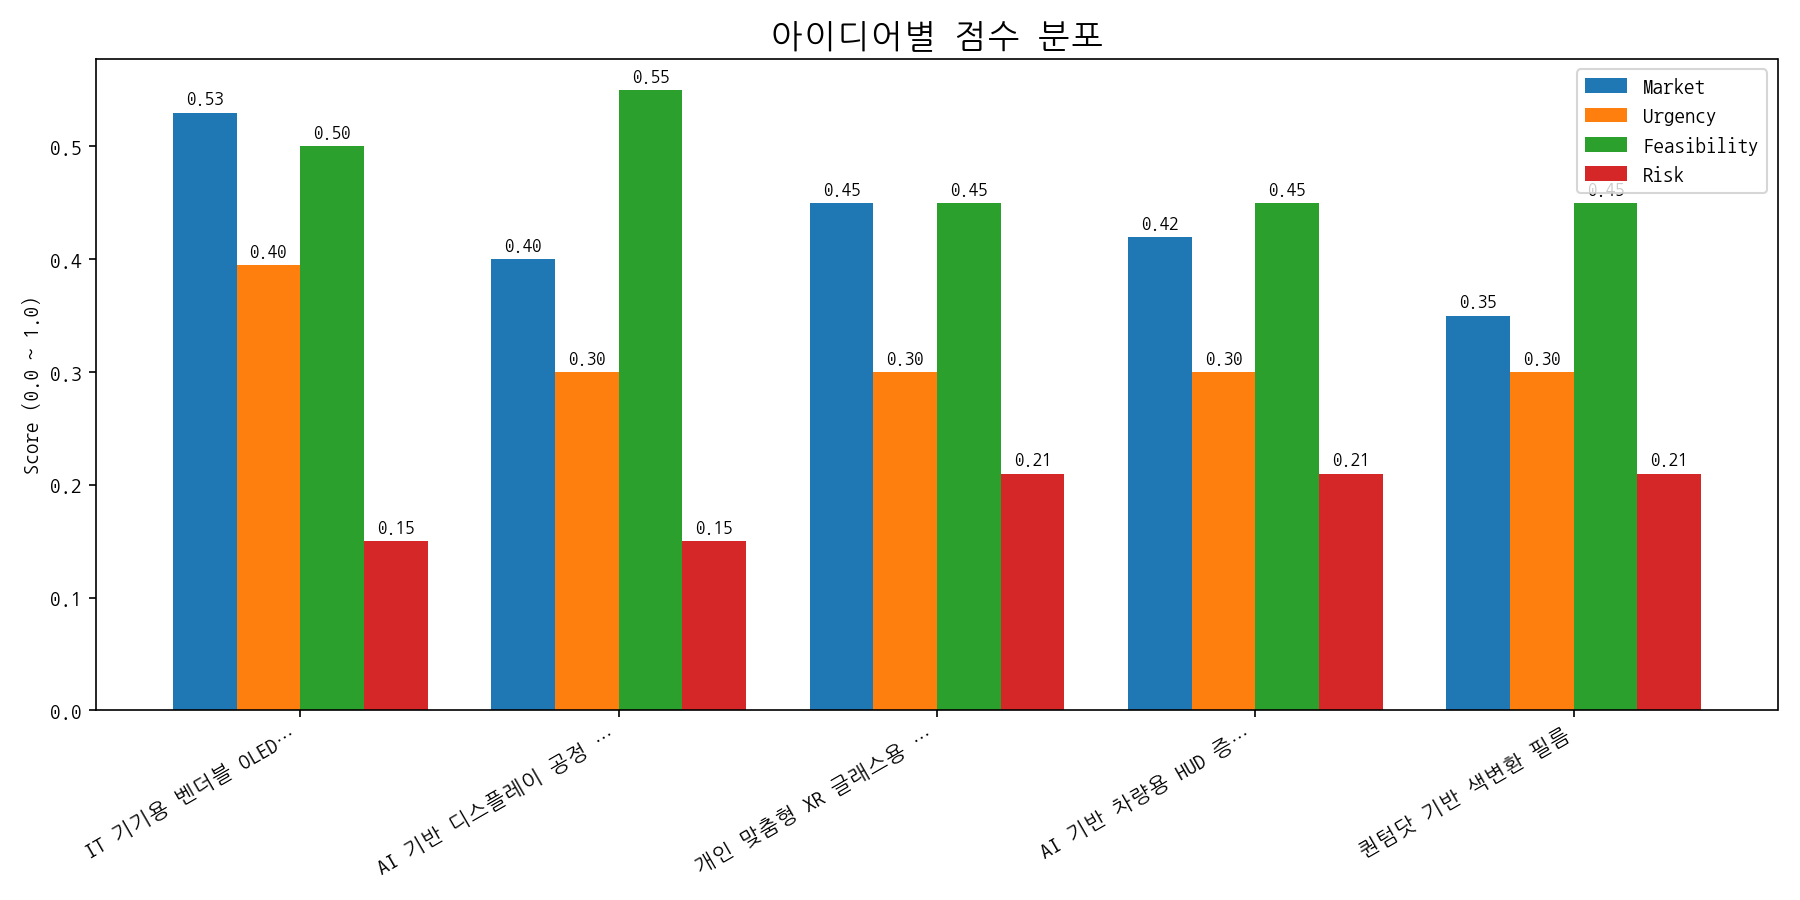 아이디어별 점수 분포
Score (0.0 ~ 1.0)
0.5
0.4
0.3
0.2
0.1
0.0
0.53
0.40
0.50
0.15
0.40
0.30
0.55
0.15
0.45
0.30
0.45
0.21
0.42
0.30
0.45
0.21
0.35
0.30
0.45
0.21
Market
Urgency
Feasibility
Risk
IT 기기용 벤더블 OLED…
AI 기반 디스플레이 공정 …
개인 맞춤형 XR 글래스용 …
AI 기반 차량용 HUD 증…
퀀텀닷 기반 색변환 필름